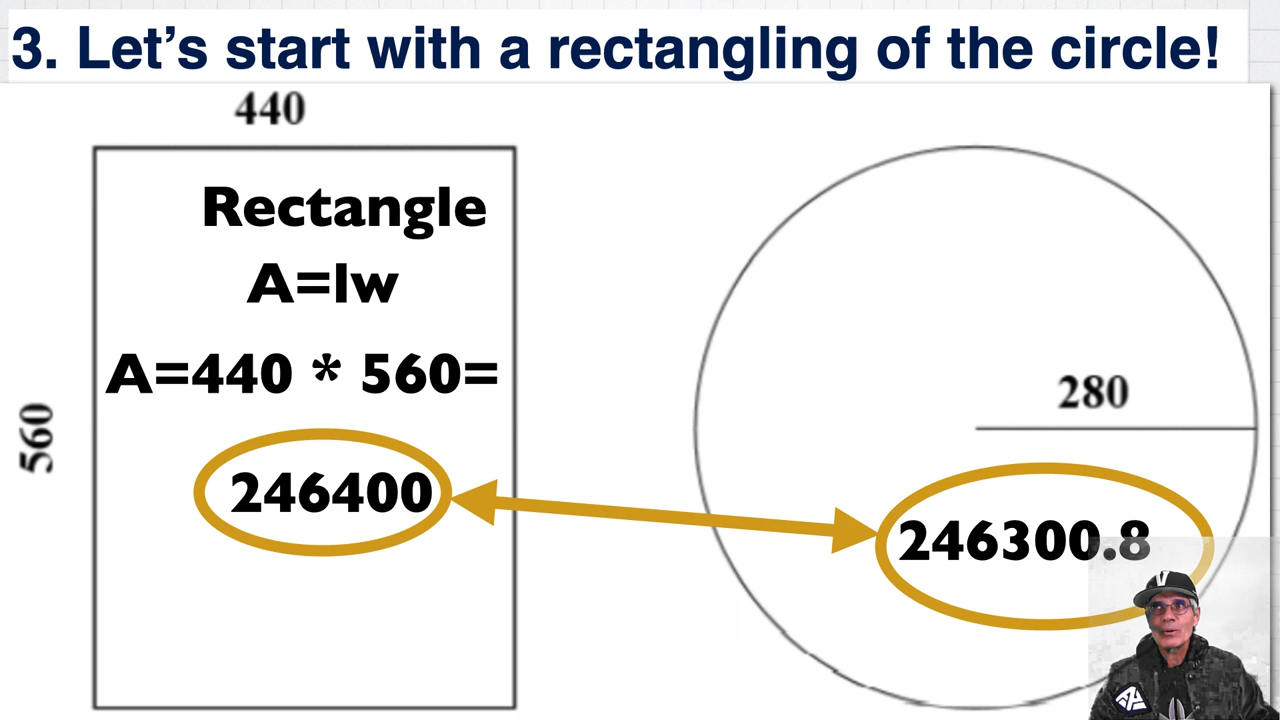 3. Let's start with a rectangling of the circle!
440
Rectangle
A=lw
A=440 * 560=
560
280
246400
246300.8